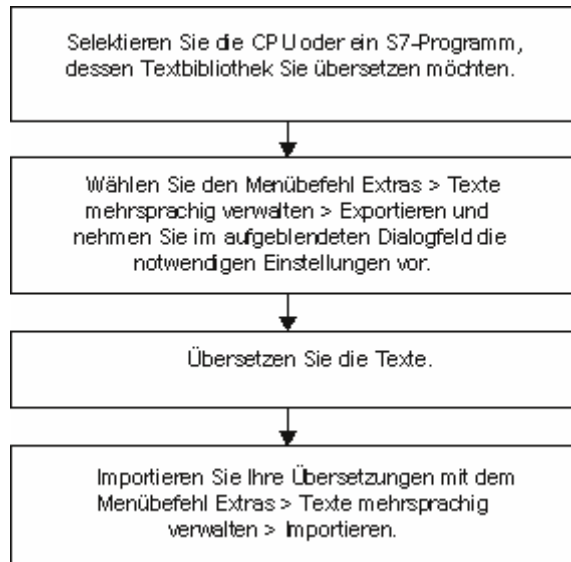 Selektieren Sie die CPU oder ein S7-Programm,
dessen Textbibliothek Sie übersetzen möchten.
Wählen Sie den Menübefehl Extras > Texte
mehrsprachig verwalten > Exportieren und
nehmen Sie im aufgeblendeten Dialogfeld die
notwendigen Einstellungen vor.
Übersetzen Sie die Texte.
Importieren Sie Ihre Übersetzungen mit dem
Menübefehl Extras > Texte mehrsprachig
verwalten > Importieren.